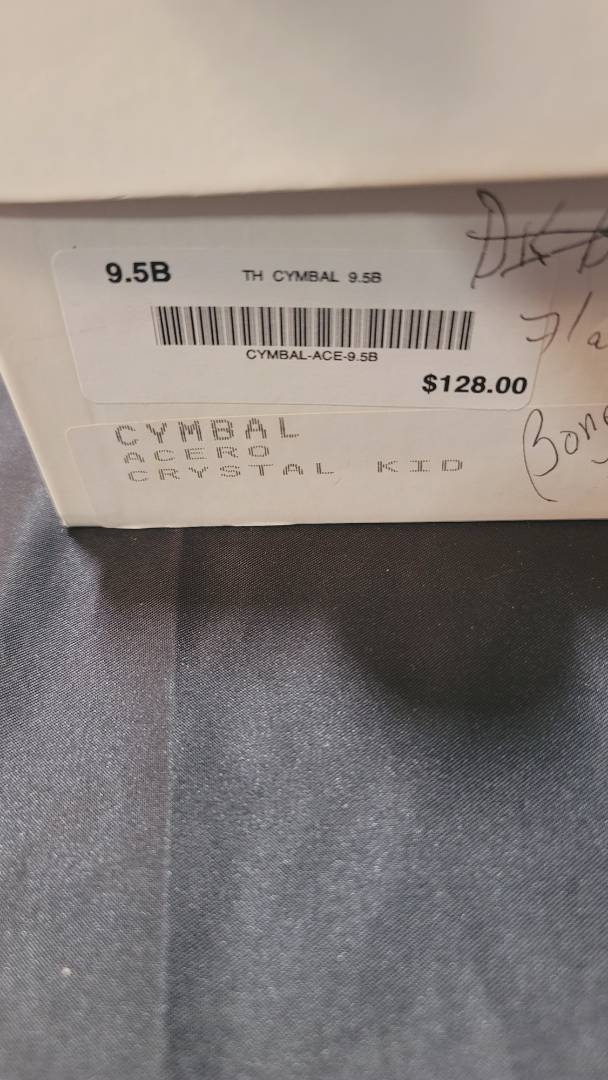 9.5B
TH CYMBAL 9.5B
CYMBAL-ACE-9.5B
$128.00
CYMBAL
ACERO
CRYSTAL KID